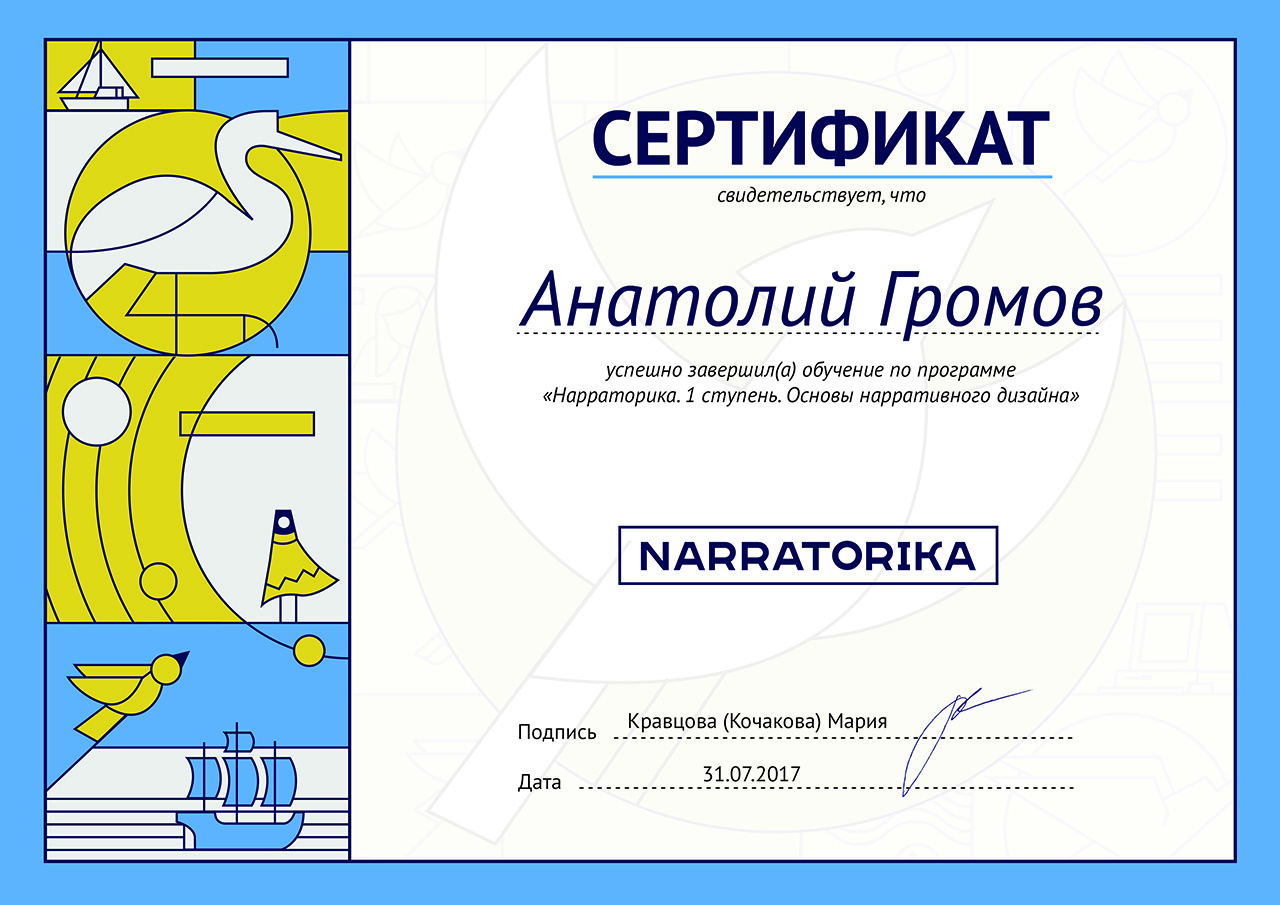 СЕРТИФИКАТ
свидетельствует, что
Анатолий Громов
успешно завершил(а) обучение по программе
«Нарраторика. 1 ступень. Основы нарративного дизайна»
NARRATORIKA
Подпись Кравцова (Кочакова) Мария
Дата 31.07.2017